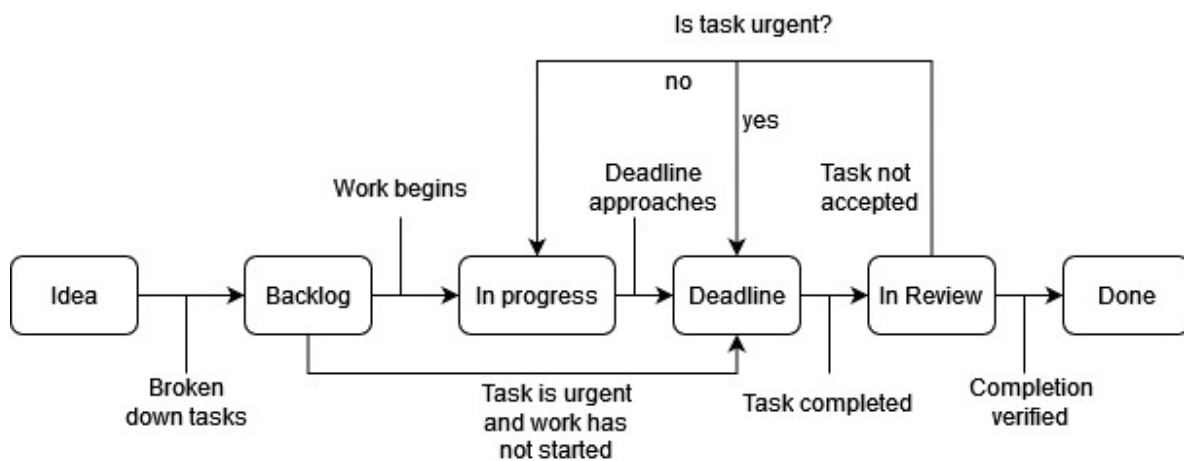 Is task urgent?
no
yes
Work begins
Deadline
approaches
Task not
accepted
Idea
Backlog
In progress
Deadline
In Review
Done
Broken
down tasks
Task is urgent
and work has
not started
Task completed
Completion
verified